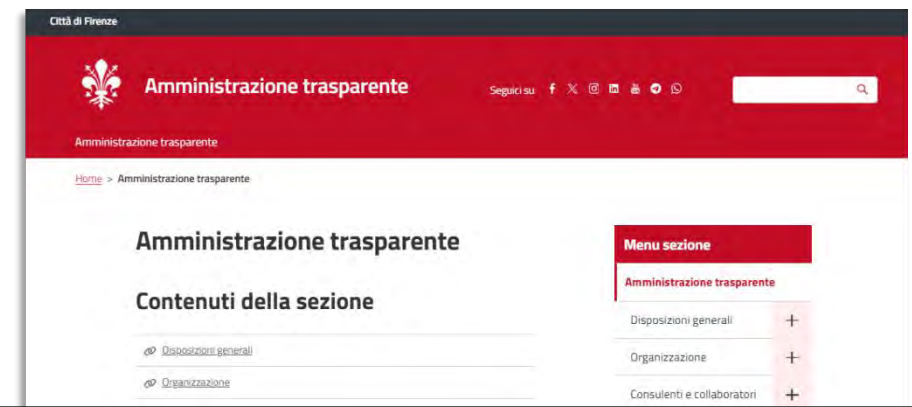 Città di Firenze
Amministrazione trasparente
Seguici su
Amministrazione trasparente
Home > Amministrazione trasparente
Amministrazione trasparente
Contenuti della sezione
Disposizioni generali
Organizzazione
Menu sezione
Amministrazione trasparente
Disposizioni generali +
Organizzazione +
Consulenti e collaboratori +